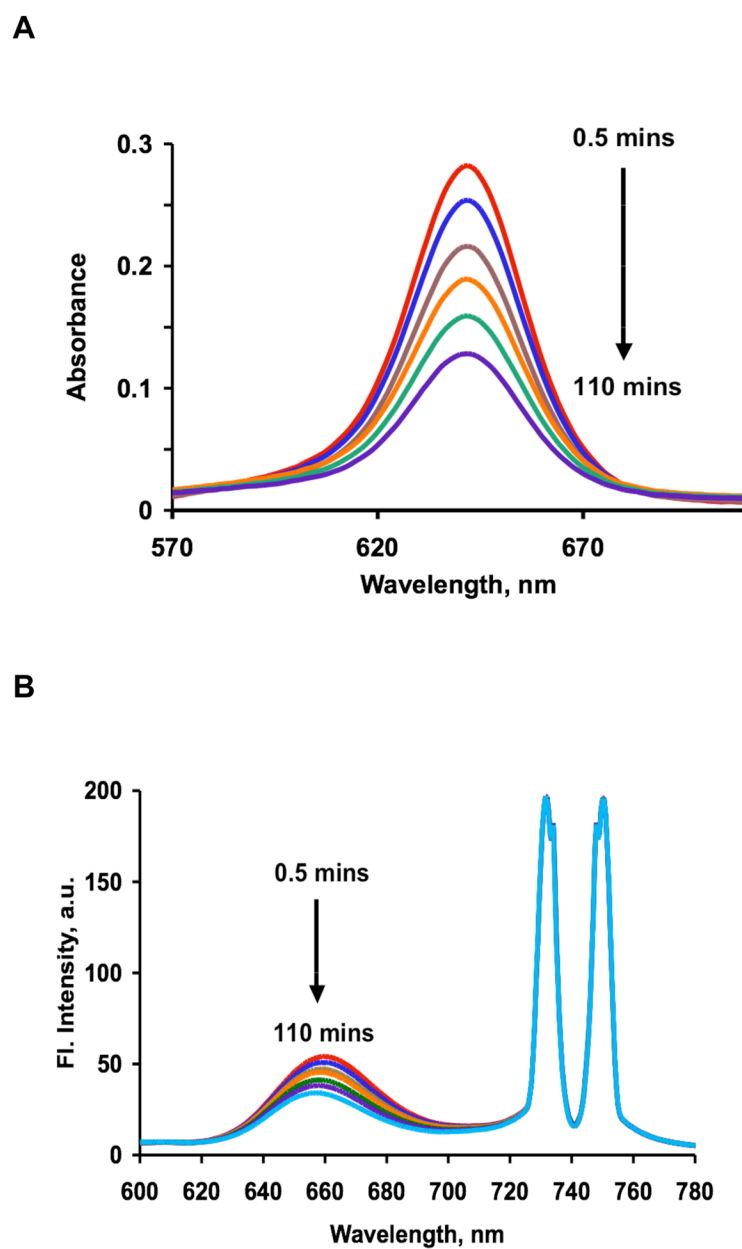 A
0.3
0.5 mins
0.2
Absorbance
0.1
110 mins
0
570
620
670
Wavelength, nm
B
200
0.5 mins
150
Fl. Intensity, a.u.
100
110 mins
50
0
600 620 640 660 680 700 720 740 760 780
Wavelength, nm